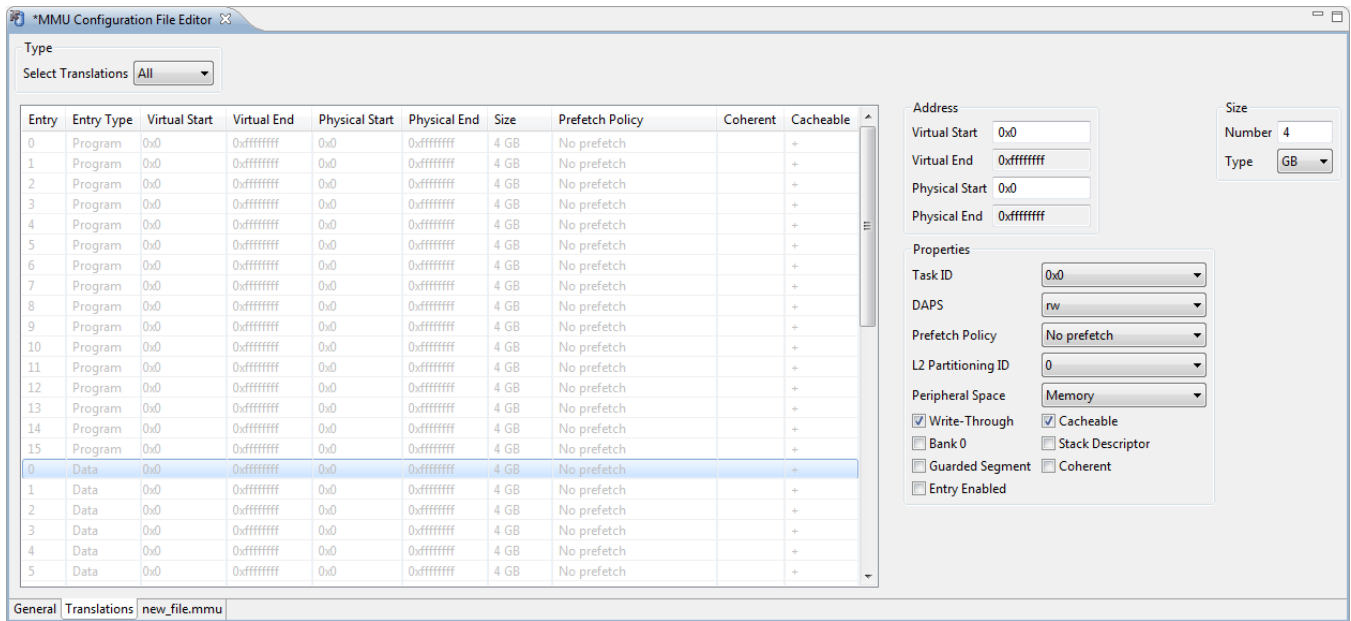 *MMU Configuration File Editor
Type
Select Translations All
Entry Entry Type Virtual Start Virtual End Physical Start Physical End Size Prefetch Policy Coherent Cacheable
0 Program 0x0 0xffffffff 0x0 0xffffffff 4 GB No prefetch +
1 Program 0x0 0xffffffff 0x0 0xffffffff 4 GB No prefetch +
2 Program 0x0 0xffffffff 0x0 0xffffffff 4 GB No prefetch +
3 Program 0x0 0xffffffff 0x0 0xffffffff 4 GB No prefetch +
4 Program 0x0 0xffffffff 0x0 0xffffffff 4 GB No prefetch +
5 Program 0x0 0xffffffff 0x0 0xffffffff 4 GB No prefetch +
6 Program 0x0 0xffffffff 0x0 0xffffffff 4 GB No prefetch +
7 Program 0x0 0xffffffff 0x0 0xffffffff 4 GB No prefetch +
8 Program 0x0 0xffffffff 0x0 0xffffffff 4 GB No prefetch +
9 Program 0x0 0xffffffff 0x0 0xffffffff 4 GB No prefetch +
10 Program 0x0 0xffffffff 0x0 0xffffffff 4 GB No prefetch +
11 Program 0x0 0xffffffff 0x0 0xffffffff 4 GB No prefetch +
12 Program 0x0 0xffffffff 0x0 0xffffffff 4 GB No prefetch +
13 Program 0x0 0xffffffff 0x0 0xffffffff 4 GB No prefetch +
14 Program 0x0 0xffffffff 0x0 0xffffffff 4 GB No prefetch +
15 Program 0x0 0xffffffff 0x0 0xffffffff 4 GB No prefetch +
0 Data 0x0 0xffffffff 0x0 0xffffffff 4 GB No prefetch +
1 Data 0x0 0xffffffff 0x0 0xffffffff 4 GB No prefetch +
2 Data 0x0 0xffffffff 0x0 0xffffffff 4 GB No prefetch +
3 Data 0x0 0xffffffff 0x0 0xffffffff 4 GB No prefetch +
4 Data 0x0 0xffffffff 0x0 0xffffffff 4 GB No prefetch +
5 Data 0x0 0xffffffff 0x0 0xffffffff 4 GB No prefetch +
Address
Virtual Start 0x0
Virtual End 0xffffffff
Physical Start 0x0
Physical End 0xffffffff
Size
Number 4
Type GB
Properties
Task ID 0x0
DAPS rw
Prefetch Policy No prefetch
L2 Partitioning ID 0
Peripheral Space Memory
Write-Through Cacheable
Bank 0 Stack Descriptor
Guarded Segment Coherent
Entry Enabled
General Translations new_file.mmu